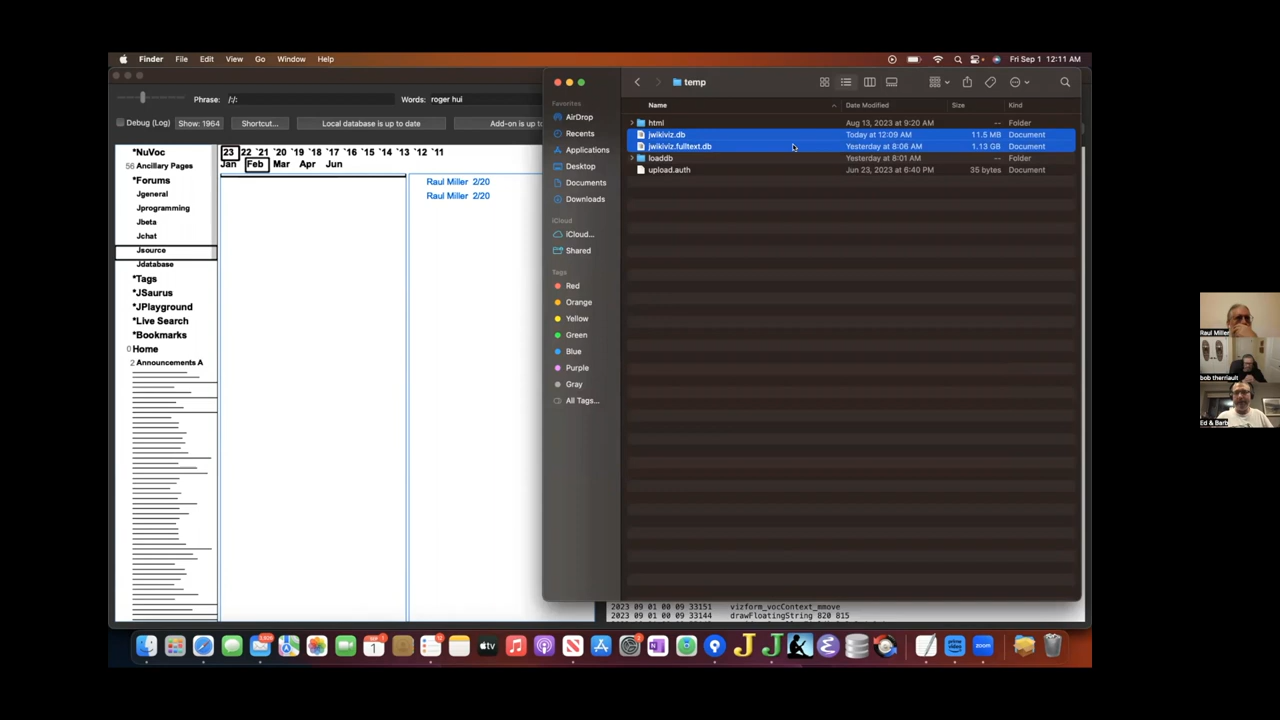 Finder File Edit View Go Window Help Fri Sep 1 12:11 AM
Phrase: /:/: Words: roger hui
Debug (Log) Show: 1964 Shortcut... Local database is up to date Add-on is up to
*NuVoc
56 Ancillary Pages
*Forums
Jgeneral
Jprogramming
Jbeta
Jchat
Jsource
Jdatabase
*Tags
*JSaurus
*JPlayground
*Live Search
*Bookmarks
0 Home
2 Announcements A
23 22 `21 `20 `19 `18 `17 `16 `15 `14 `13 `12 `11
Jan Feb Mar Apr Jun
Raul Miller 2/20
Raul Miller 2/20
temp
Favorites
AirDrop
Recents
Applications
Desktop
Documents
Downloads
iCloud
iCloud...
Shared
Tags
Red
Orange
Yellow
Green
Blue
Purple
Gray
All Tags...
Name Date Modified Size Kind
html Aug 13, 2023 at 9:20 AM -- Folder
jwikiviz.db Today at 12:09 AM 11.5 MB Document
jwikiviz.fulltext.db Yesterday at 8:06 AM 1.13 GB Document
loaddb Yesterday at 8:01 AM -- Folder
upload.auth Jun 23, 2023 at 6:40 PM 35 bytes Document
2023 09 01 00 09 33151 vizform_vocContext_mmove
2023 09 01 00 09 33144 drawFloatingString 820 815
tv
zoom
Raul Miller
bob therriault
Ed & Barb